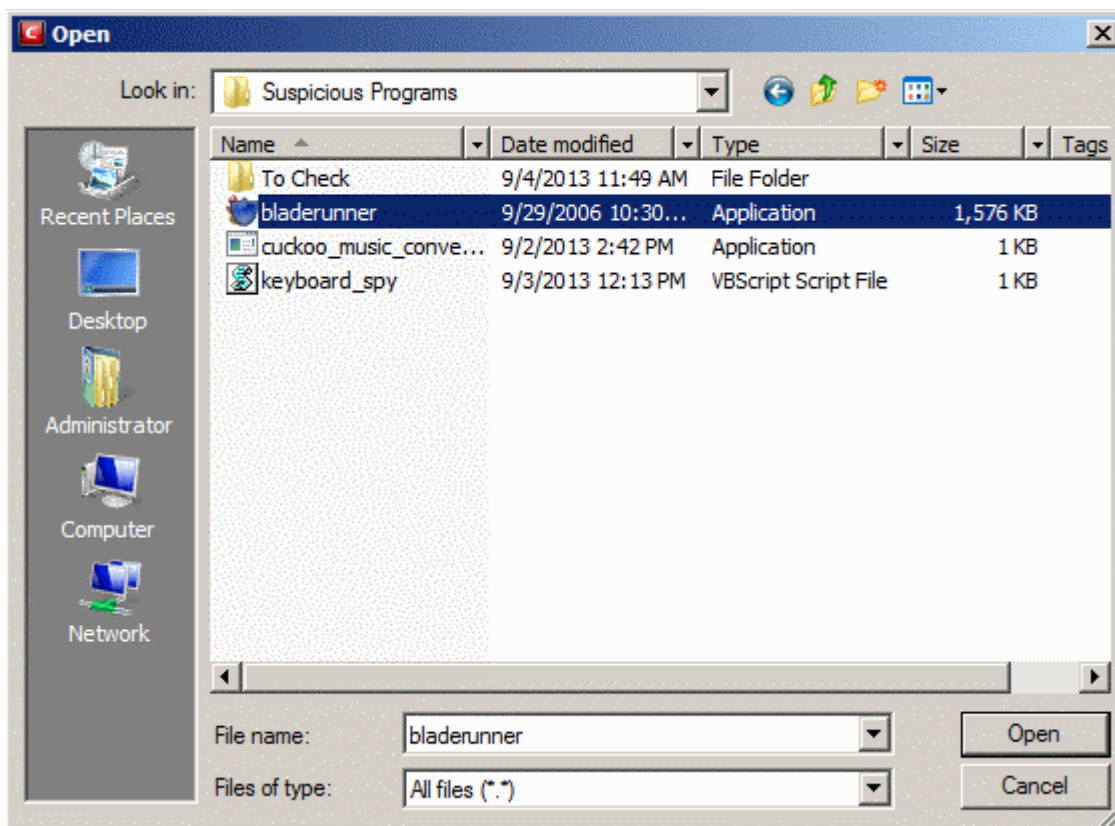 Open
Look in: Suspicious Programs
Name Date modified Type Size Tags
To Check 9/4/2013 11:49 AM File Folder
bladerunner 9/29/2006 10:30... Application 1,576 KB
cuckoo_music_conve... 9/2/2013 2:42 PM Application 1 KB
keyboard_spy 9/3/2013 12:13 PM VBScript Script File 1 KB
Recent Places
Desktop
Administrator
Computer
Network
File name: bladerunner Open
Files of type: All files (*.*) Cancel